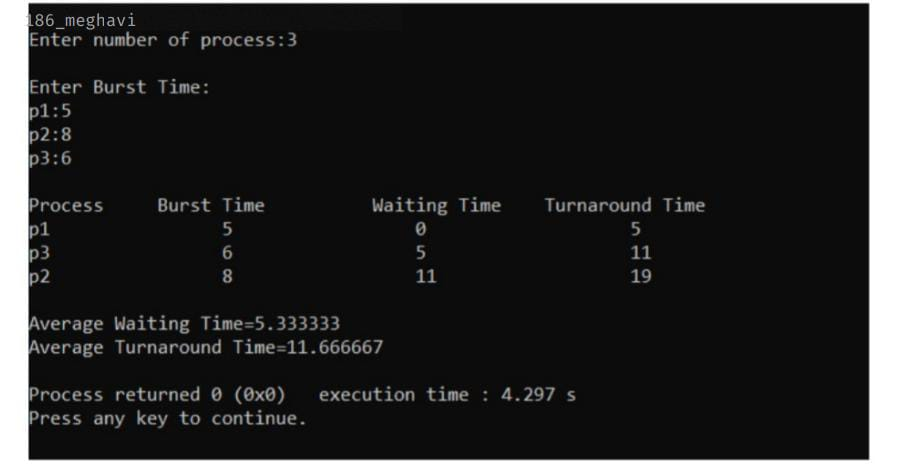 186_meghavi
Enter number of process:3
Enter Burst Time:
p1:5
p2:8
p3:6
Process Burst Time Waiting Time Turnaround Time
p1 5 0 5
p3 6 5 11
p2 8 11 19
Average Waiting Time=5.333333
Average Turnaround Time=11.666667
Process returned 0 (0x0) execution time : 4.297 s
Press any key to continue.